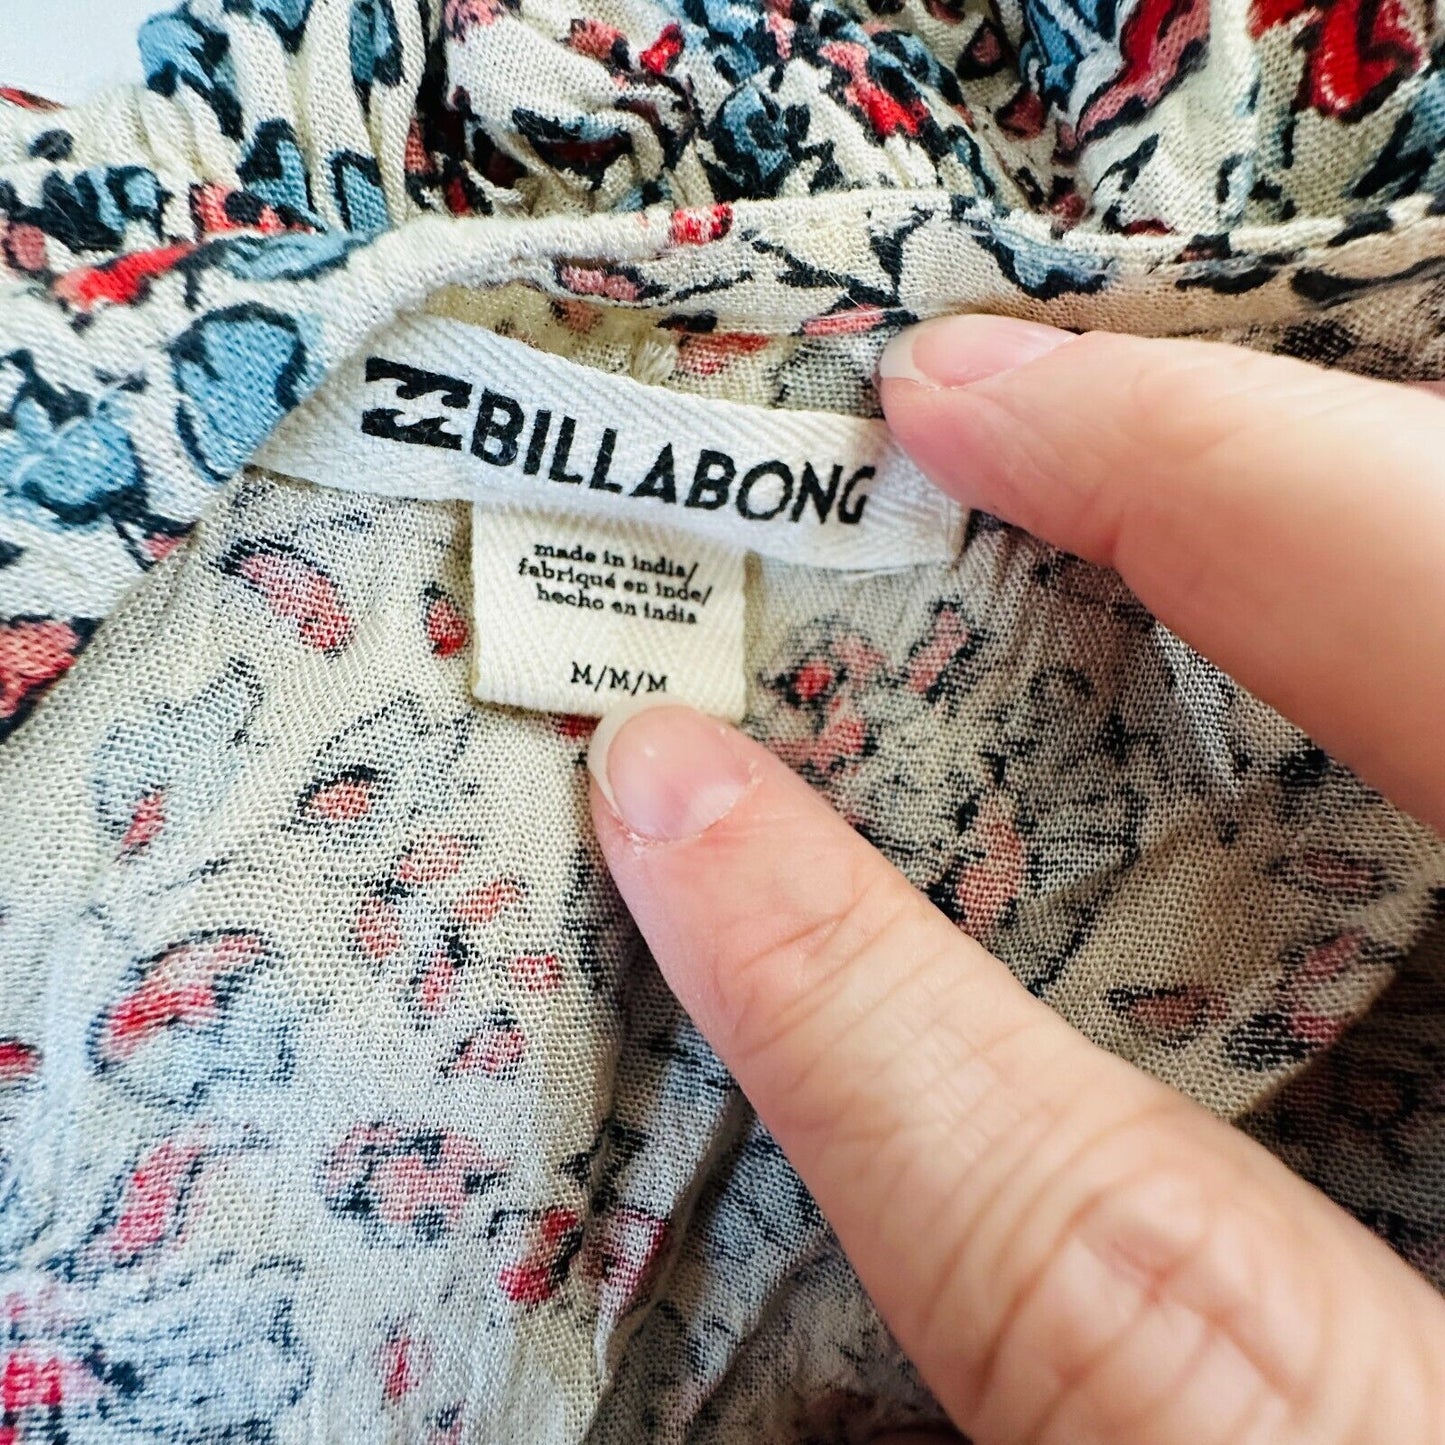 BILLABONG
made in india/
fabriqué en inde/
hecho en india
M/M/M